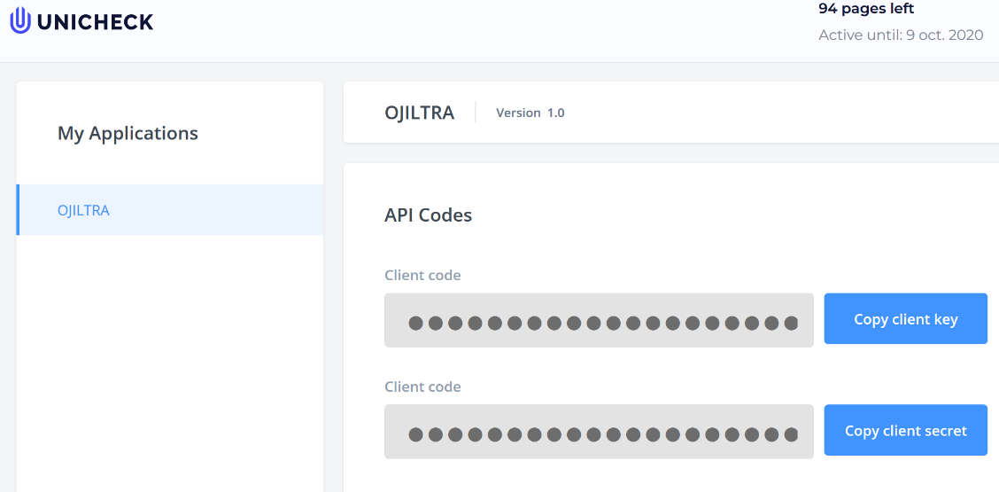 UNICHECK
94 pages left
Active until: 9 oct. 2020
My Applications
OJILTRA
OJILTRA
Version 1.0
API Codes
Client code
●●●●●●●●●●●●●●●●●●●●
Copy client key
Client code
●●●●●●●●●●●●●●●●●●●●
Copy client secret